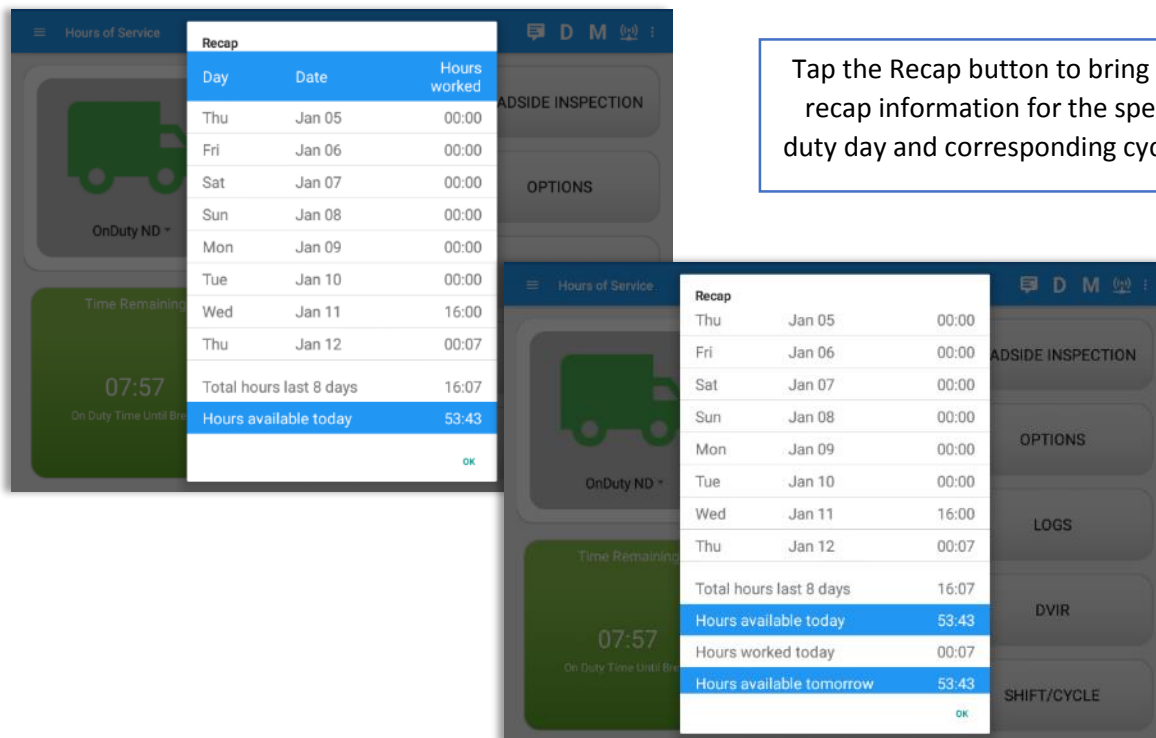 Hours of Service
D M
Recap
Day Date Hours worked
Thu Jan 05 00:00
Fri Jan 06 00:00
Sat Jan 07 00:00
Sun Jan 08 00:00
Mon Jan 09 00:00
Tue Jan 10 00:00
Wed Jan 11 16:00
Thu Jan 12 00:07
Total hours last 8 days 16:07
Hours available today 53:43
OK
OnDuty ND
Time Remaining
07:57
On Duty Time Until Bre
ADSIDE INSPECTION
OPTIONS
Tap the Recap button to bring
recap information for the spe
duty day and corresponding cyc
Hours of Service
D M
Recap
Thu Jan 05 00:00
Fri Jan 06 00:00
Sat Jan 07 00:00
Sun Jan 08 00:00
Mon Jan 09 00:00
Tue Jan 10 00:00
Wed Jan 11 16:00
Thu Jan 12 00:07
Total hours last 8 days 16:07
Hours available today 53:43
Hours worked today 00:07
Hours available tomorrow 53:43
OK
OnDuty ND
Time Remaining
07:57
On Duty Time Until Bre
ADSIDE INSPECTION
OPTIONS
LOGS
DVIR
SHIFT/CYCLE